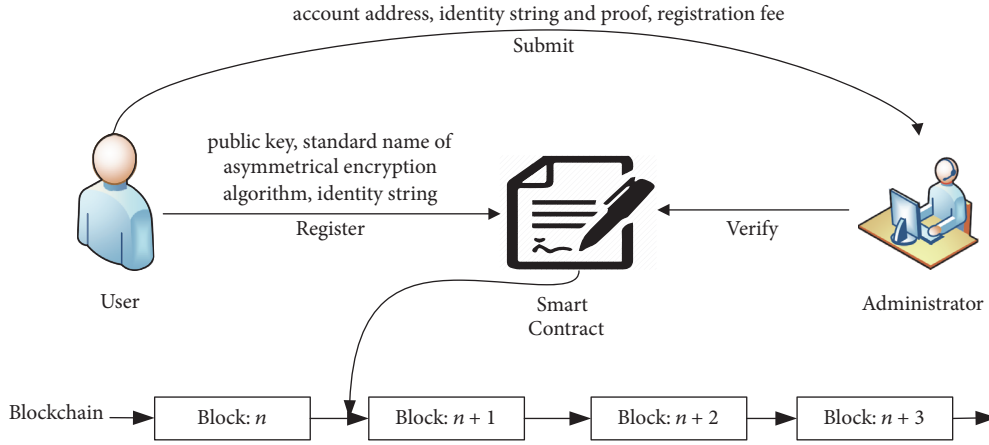 account address, identity string and proof, registration fee
Submit
public key, standard name of
asymmetrical encryption
algorithm, identity string
Register
Verify
User
Smart
Contract
Administrator
Blockchain
Block: n
Block: n + 1
Block: n + 2
Block: n + 3